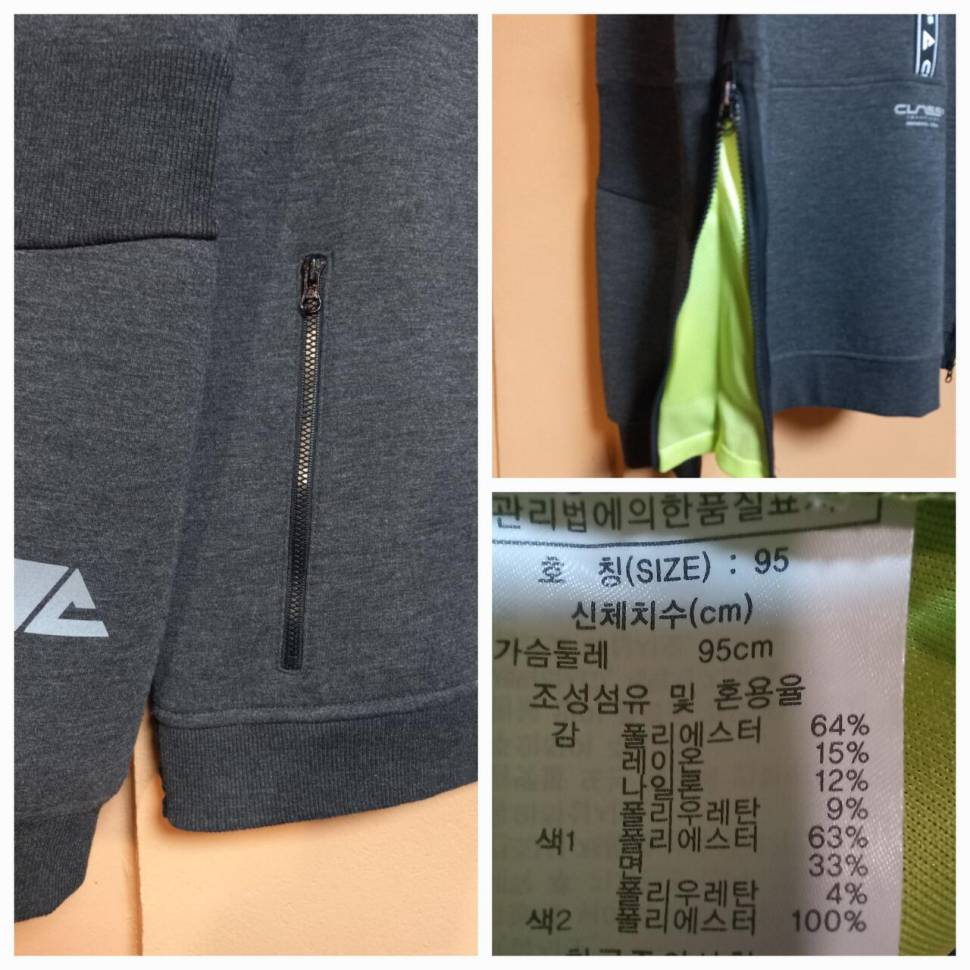 관리법에의한품질표
호 칭(SIZE) : 95
신체치수(cm)
가슴둘레 95cm
조성섬유 및 혼용율
감 폴리에스터 64%
레이온 15%
나일론 12%
폴리우레탄 9%
색1 폴리에스터 63%
면 33%
폴리우레탄 4%
색2 폴리에스터 100%